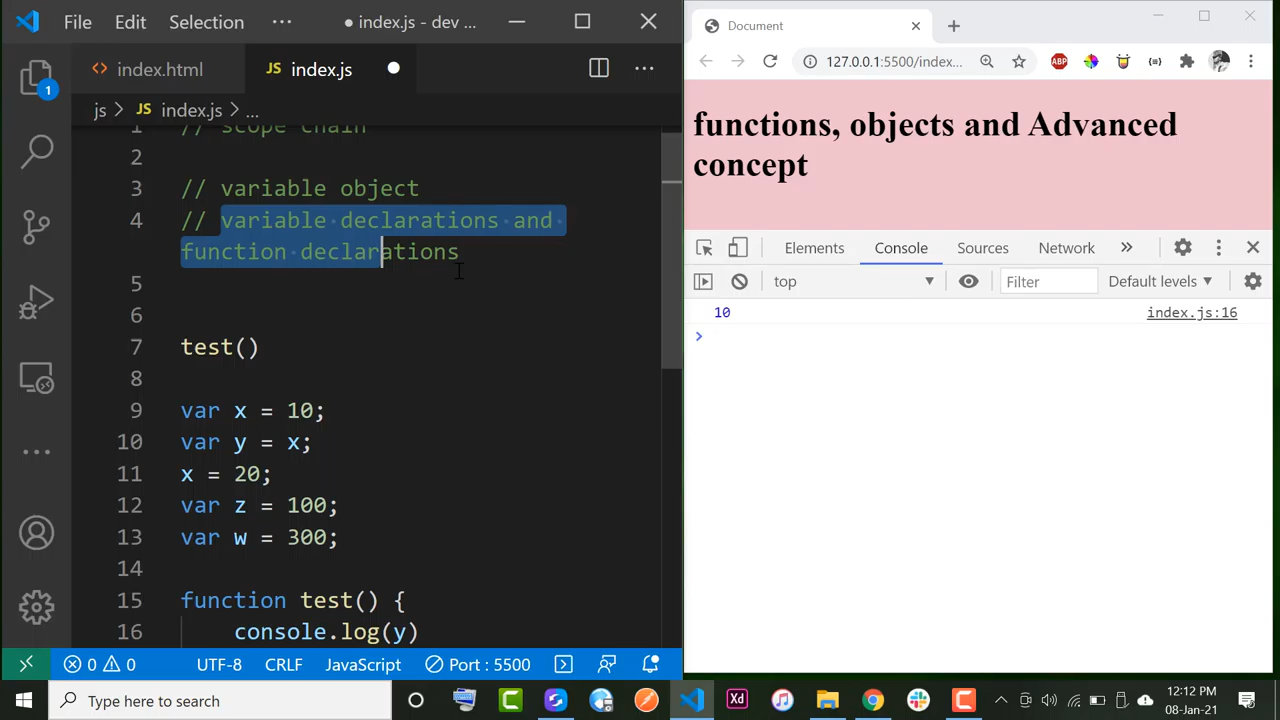 File Edit Selection ··· ● index.js - dev ...
index.html
JS index.js
js > JS index.js > ...
1 // scope chain
2
3 // variable object
4 // variable declarations and
function declarations
5
6
7 test()
8
9 var x = 10;
10 var y = x;
11 x = 20;
12 var z = 100;
13 var w = 300;
14
15 function test() {
16 console.log(y)
1
0 0 UTF-8 CRLF JavaScript Port : 5500
Document
127.0.0.1:5500/index...
ABP
functions, objects and Advanced
concept
Elements Console Sources Network »
top Filter Default levels
10 index.js:16
Type here to search
Xd
12:12 PM
08-Jan-21